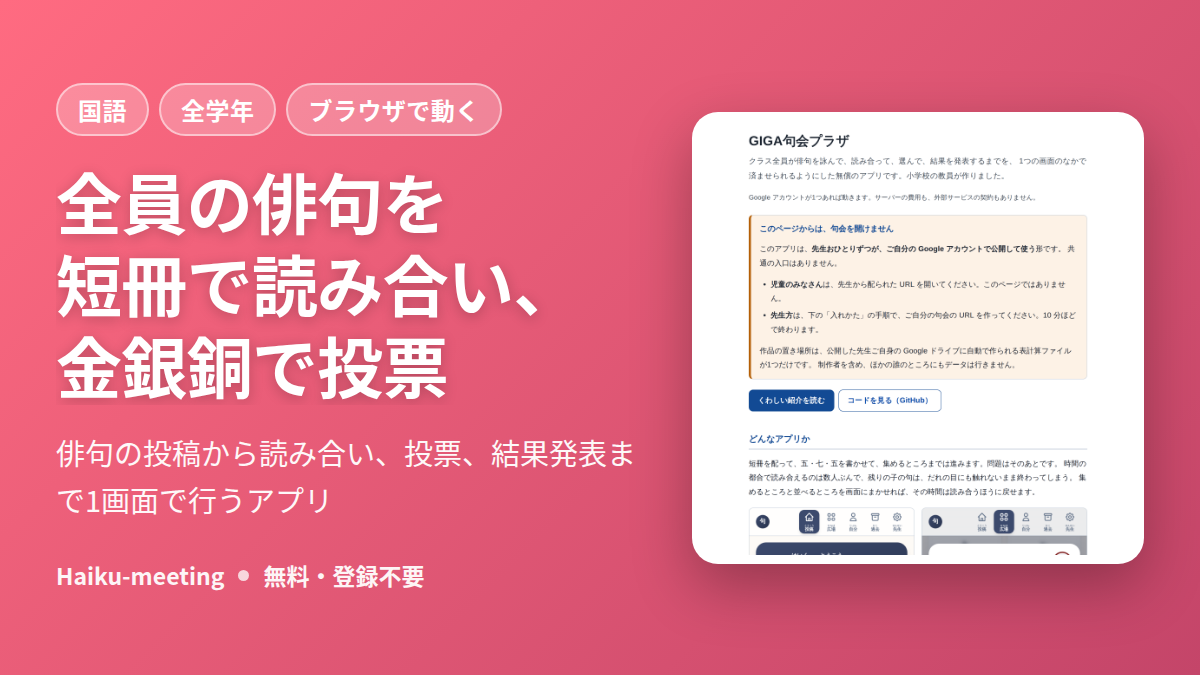 国語
全学年
ブラウザで動く
全員の俳句を
短冊で読み合い、
金銀銅で投票
俳句の投稿から読み合い、投票、結果発表ま
で1画面で行うアプリ
Haiku-meeting
無料・登録不要
GIGA句会プラザ
クラス全員が俳句を詠んで、読み合って、選んで、結果を発表するまでを、 1つの画面のなかで
済ませられるようにした無償のアプリです。小学校の教員が作りました。
Google アカウントが1つあれば動きます。サーバーの費用も、外部サービスの契約もありません。
このページからは、句会を開けません
このアプリは、先生おひとりずつが、ご自分の Google アカウントで公開して使う形です。 共
通の入口はありません。
• 児童のみなさんは、先生から配られた URL を開いてください。このページではありませ
ん。
• 先生方は、下の「入れかた」の手順で、ご自分の句会の URL を作ってください。10 分ほど
で終わります。
作品の置き場所は、公開した先生ご自身の Google ドライブに自動で作られる表計算ファイル
が1つだけです。 制作者を含め、ほかの誰のところにもデータは行きません。
くわしい紹介を読む
コードを見る（GitHub）
どんなアプリか
短冊を配って、五・七・五を書かせて、集めるところまでは進みます。問題はそのあとです。 時間の
都合で読み合えるのは数人ぶんで、残りの子の句は、だれの目にも触れないまま終わってしまう。 集
めるところと並べるところを画面にまかせれば、その時間は読み合うほうに戻せます。
句
句